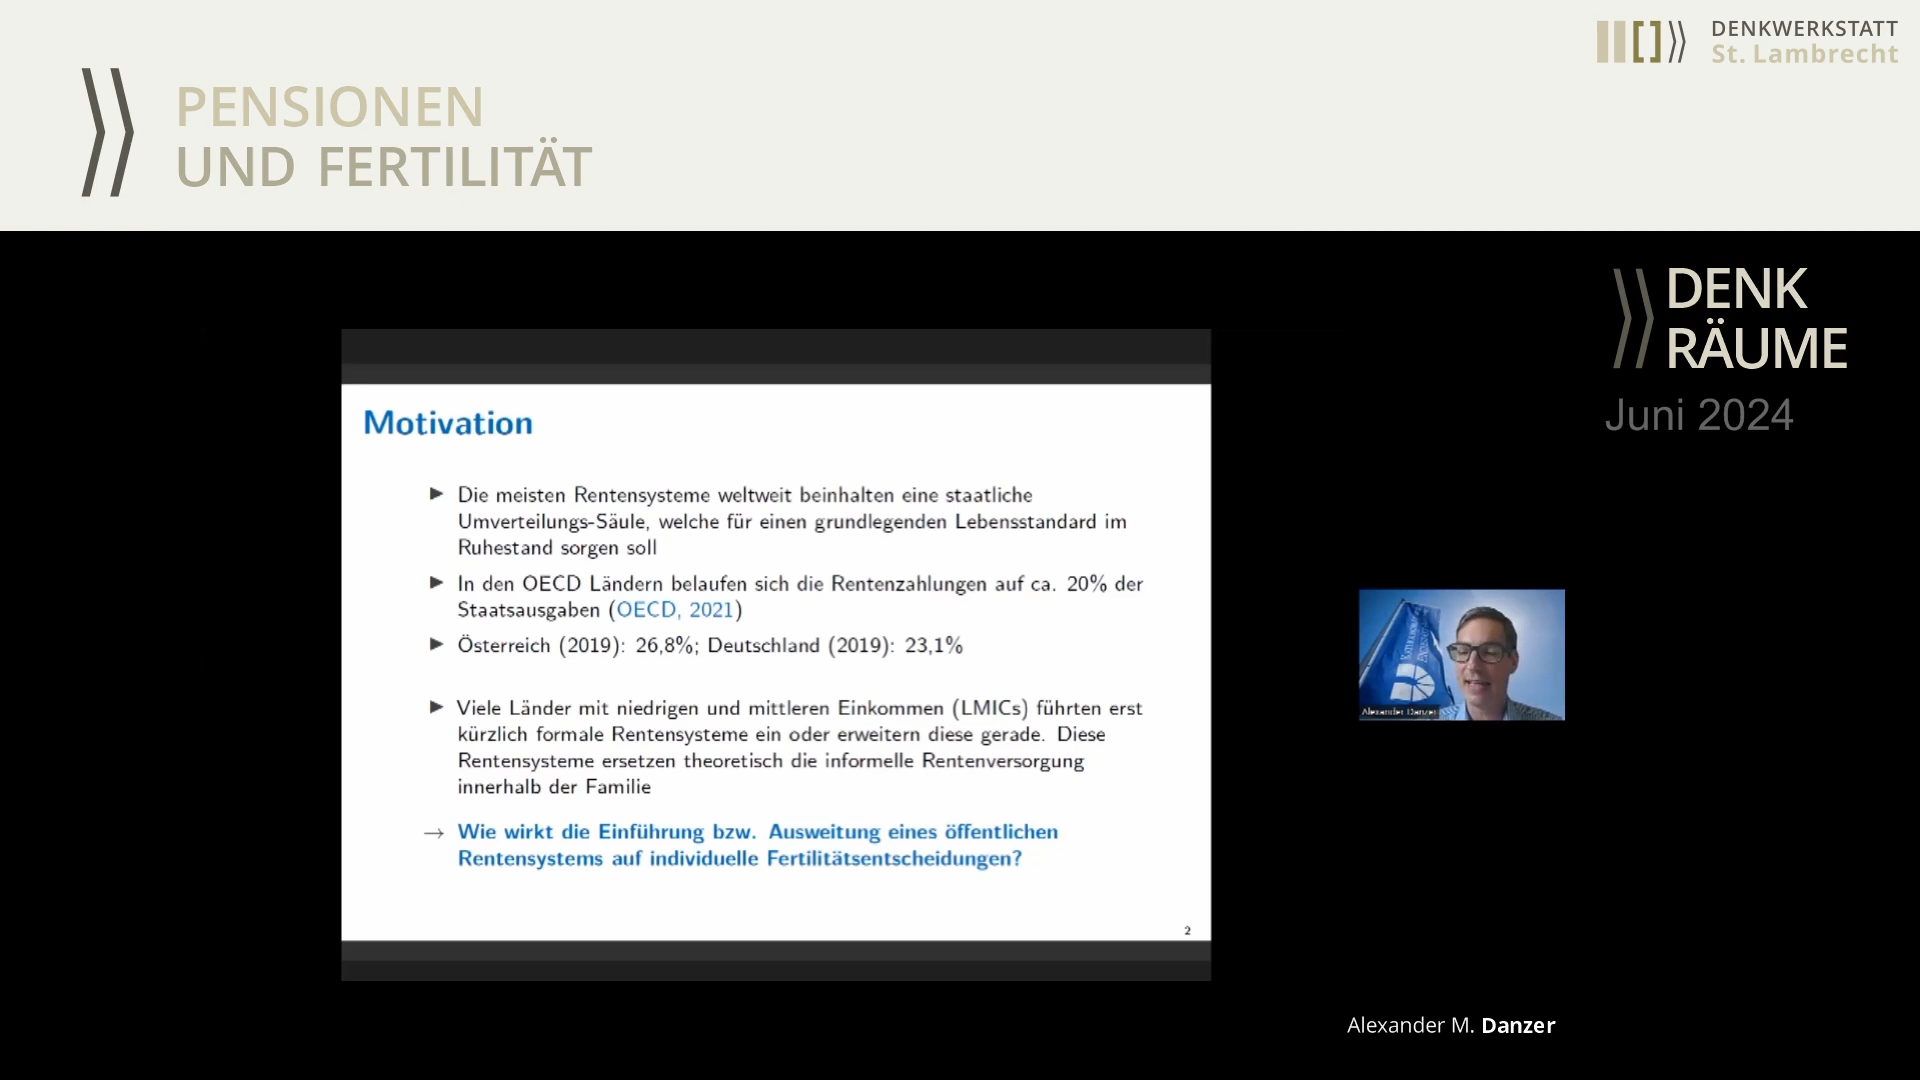 DENKWERKSTATT
St. Lambrecht
PENSIONEN
UND FERTILITÄT
DENK
RÄUME
Juni 2024
Motivation
► Die meisten Rentensysteme weltweit beinhalten eine staatliche
Umverteilungs-Säule, welche für einen grundlegenden Lebensstandard im
Ruhestand sorgen soll
► In den OECD Ländern belaufen sich die Rentenzahlungen auf ca. 20% der
Staatsausgaben (OECD, 2021)
► Österreich (2019): 26,8%; Deutschland (2019): 23,1%
► Viele Länder mit niedrigen und mittleren Einkommen (LMICs) führten erst
kürzlich formale Rentensysteme ein oder erweitern diese gerade. Diese
Rentensysteme ersetzen theoretisch die informelle Rentenversorgung
innerhalb der Familie
→ Wie wirkt die Einführung bzw. Ausweitung eines öffentlichen
Rentensystems auf individuelle Fertilitätsentscheidungen?
2
Alexander Danzer
Alexander M. Danzer